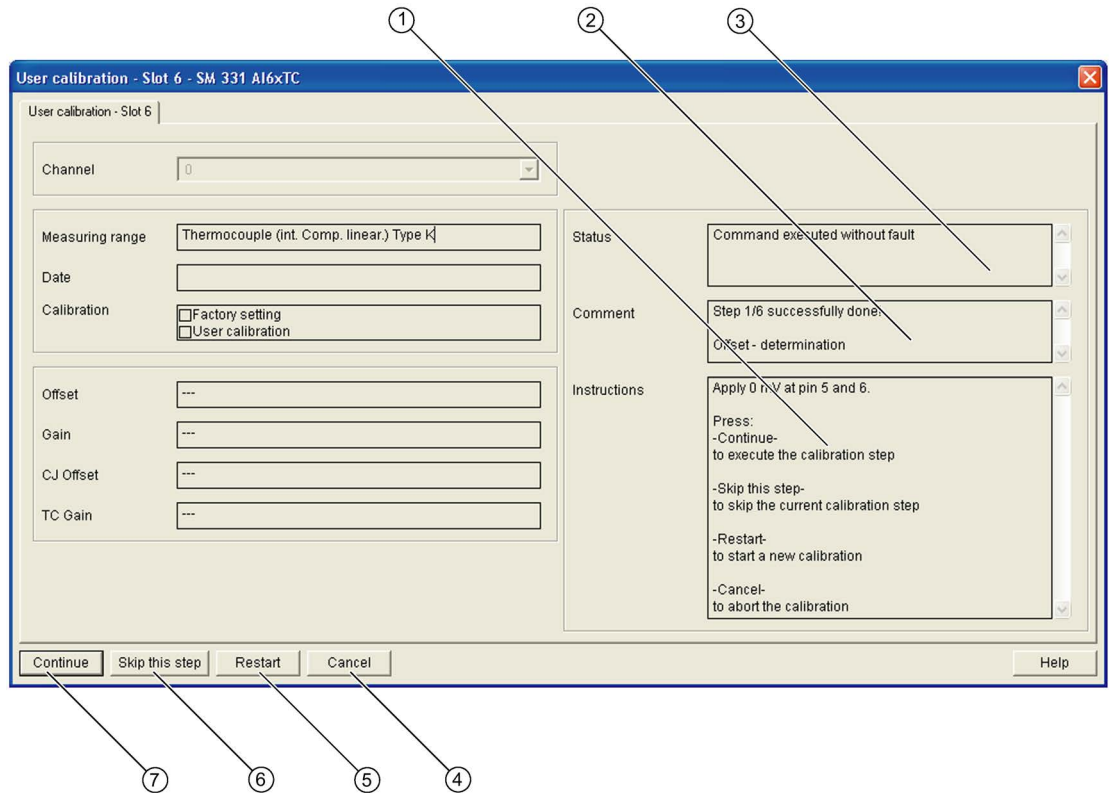 ① ② ③
User calibration - Slot 6 - SM 331 AI6xTC
User calibration - Slot 6
Channel
0
Measuring range
Thermocouple (int. Comp. linear.) Type K
Date
Calibration
Factory setting
User calibration
Offset
---
Gain
---
CJ Offset
---
TC Gain
---
Status
Command executed without fault
Comment
Step 1/6 successfully done.
Offset - determination
Instructions
Apply 0 mV at pin 5 and 6.
Press:
-Continue-
to execute the calibration step
-Skip this step-
to skip the current calibration step
-Restart-
to start a new calibration
-Cancel-
to abort the calibration
Continue
Skip this step
Restart
Cancel
Help
⑦ ⑥ ⑤ ④